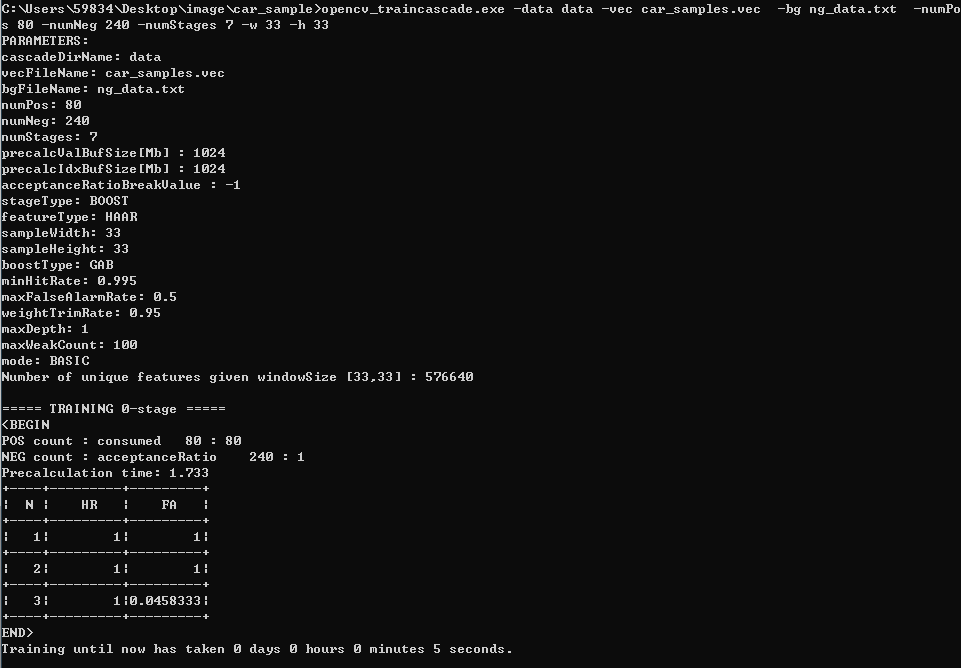 C:\Users\59834\Desktop\image\car_sample>opencv_traincascade.exe -data data -vec car_samples.vec  -bg ng_data.txt  -numPo
s 80 -numNeg 240 -numStages 7 -w 33 -h 33
PARAMETERS:
cascadeDirName: data
vecFileName: car_samples.vec
bgFileName: ng_data.txt
numPos: 80
numNeg: 240
numStages: 7
precalcValBufSize[Mb] : 1024
precalcIdxBufSize[Mb] : 1024
acceptanceRatioBreakValue : -1
stageType: BOOST
featureType: HAAR
sampleWidth: 33
sampleHeight: 33
boostType: GAB
minHitRate: 0.995
maxFalseAlarmRate: 0.5
weightTrimRate: 0.95
maxDepth: 1
maxWeakCount: 100
mode: BASIC
Number of unique features given windowSize [33,33] : 576640
===== TRAINING 0-stage =====
<BEGIN
POS count : consumed   80 : 80
NEG count : acceptanceRatio    240 : 1
Precalculation time: 1.733
+----+---------+---------+
|  N |    HR   |    FA   |
+----+---------+---------+
|   1|        1|        1|
+----+---------+---------+
|   2|        1|        1|
+----+---------+---------+
|   3|        1|0.0458333|
+----+---------+---------+
END>
Training until now has taken 0 days 0 hours 0 minutes 5 seconds.